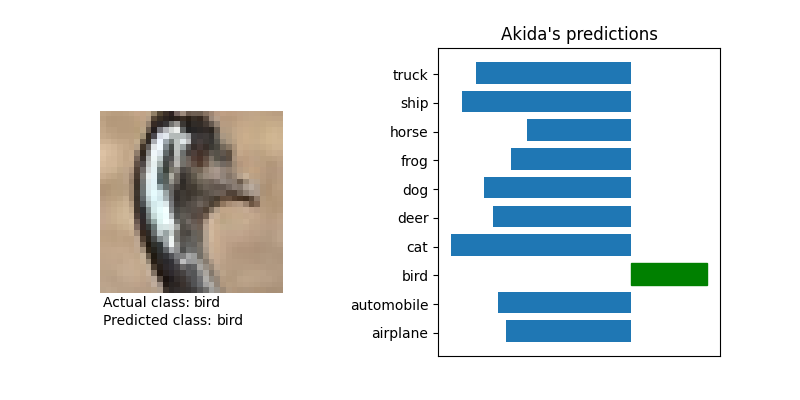 Akida's predictions
truck
ship
horse
frog
dog
deer
cat
bird
automobile
airplane
Actual class: bird
Predicted class: bird